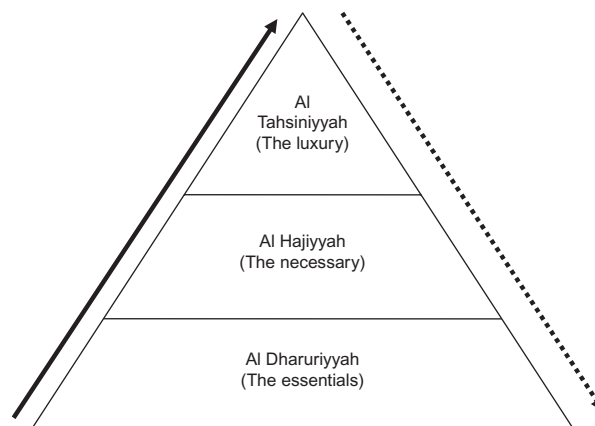 Al
Tahsiniyyah
(The luxury)
Al Hajiyyah
(The necessary)
Al Dharuriyyah
(The essentials)